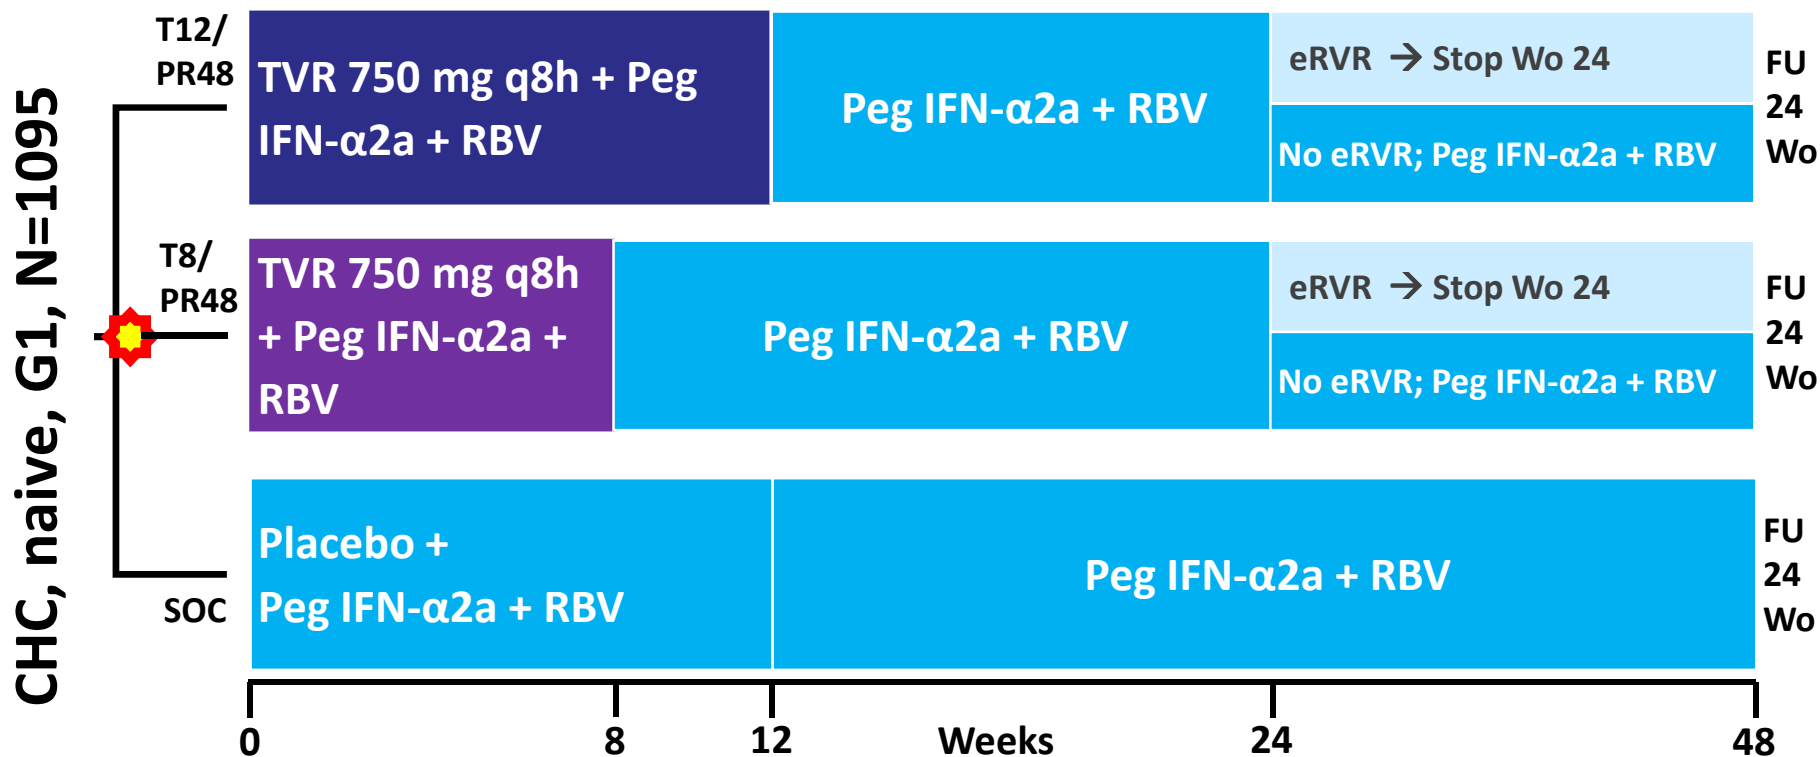 CHC, naive, G1, N=1095
T12/
PR48
TVR 750 mg q8h + Peg
IFN-α2a + RBV
Peg IFN-α2a + RBV
eRVR → Stop Wo 24
No eRVR; Peg IFN-α2a + RBV
FU
24
Wo
T8/
PR48
TVR 750 mg q8h
+ Peg IFN-α2a +
RBV
Peg IFN-α2a + RBV
eRVR → Stop Wo 24
No eRVR; Peg IFN-α2a + RBV
FU
24
Wo
SOC
Placebo +
Peg IFN-α2a + RBV
Peg IFN-α2a + RBV
FU
24
Wo
0 8 12 Weeks 24 48